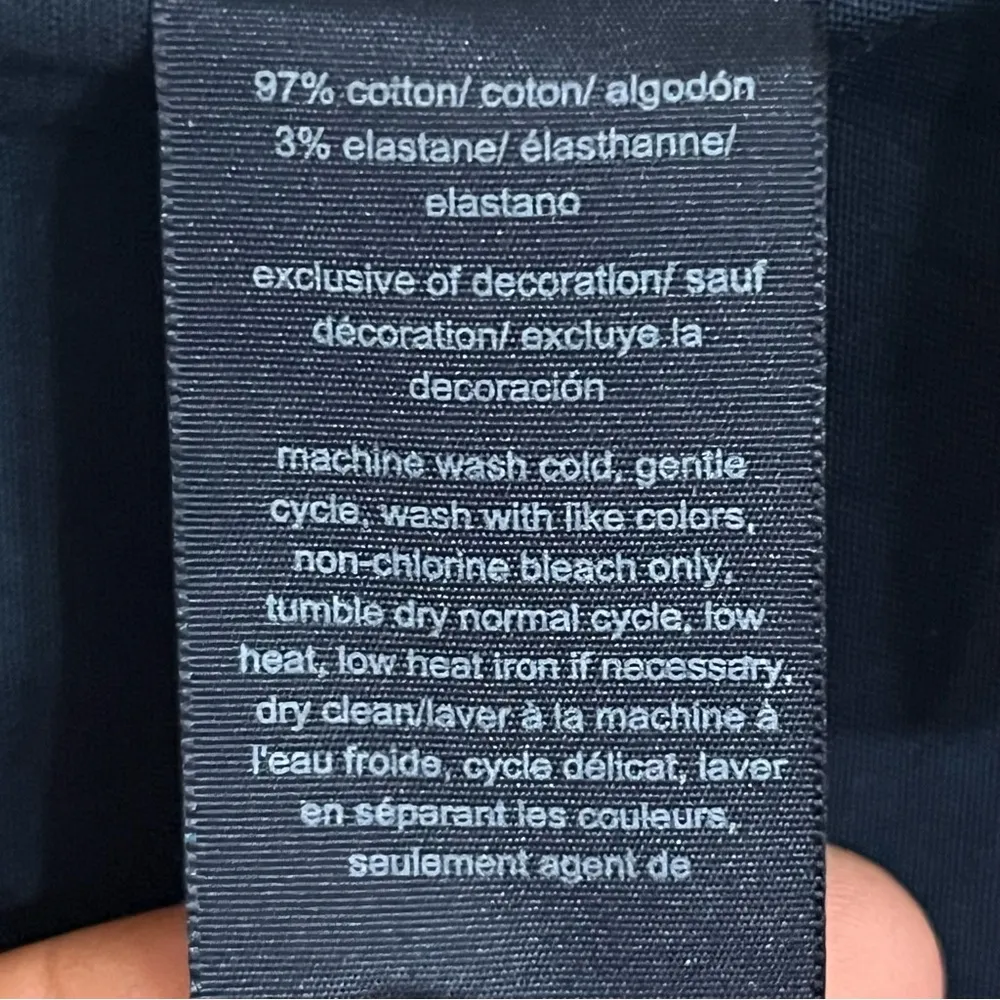 97% cotton/ coton/ algodón
3% elastane/ élasthanne/
elastano
exclusive of decoration/ sauf
décoration/ excluye la
decoración
machine wash cold, gentle
cycle, wash with like colors,
non-chlorine bleach only,
tumble dry normal cycle, low
heat, low heat iron if necessary,
dry clean/laver à la machine à
l'eau froide, cycle délicat, laver
en séparant les couleurs,
seulement agent de